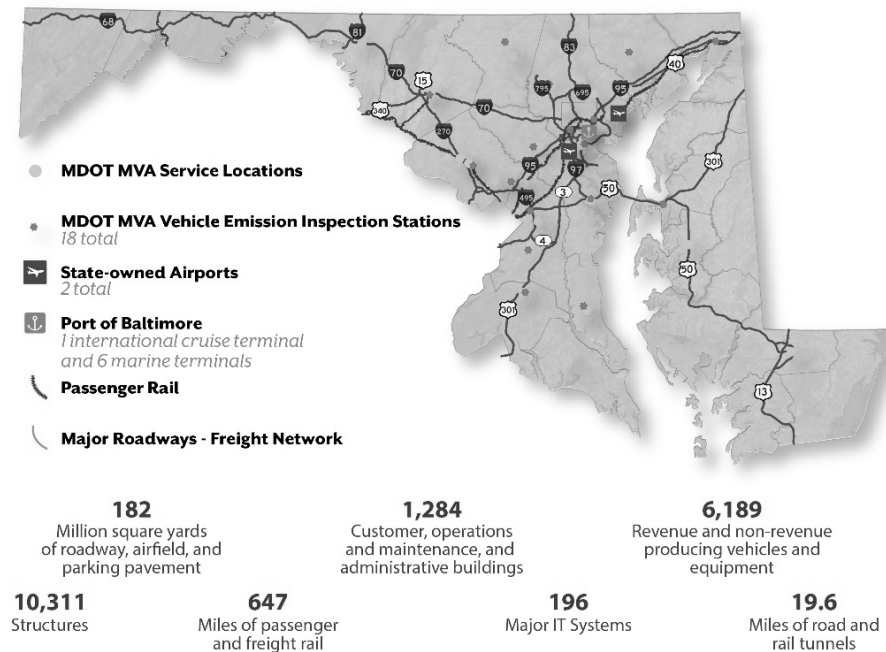 68
81
83
70
15
40
795
695
95
340
70
270
301
95
97
495
3
50
4
50
301
13
MDOT MVA Service Locations
MDOT MVA Vehicle Emission Inspection Stations
18 total
State-owned Airports
2 total
Port of Baltimore
1 international cruise terminal
and 6 marine terminals
Passenger Rail
Major Roadways - Freight Network
182
Million square yards
of roadway, airfield, and
parking pavement
1,284
Customer, operations
and maintenance, and
administrative buildings
6,189
Revenue and non-revenue
producing vehicles and
equipment
10,311
Structures
647
Miles of passenger
and freight rail
196
Major IT Systems
19.6
Miles of road and
rail tunnels